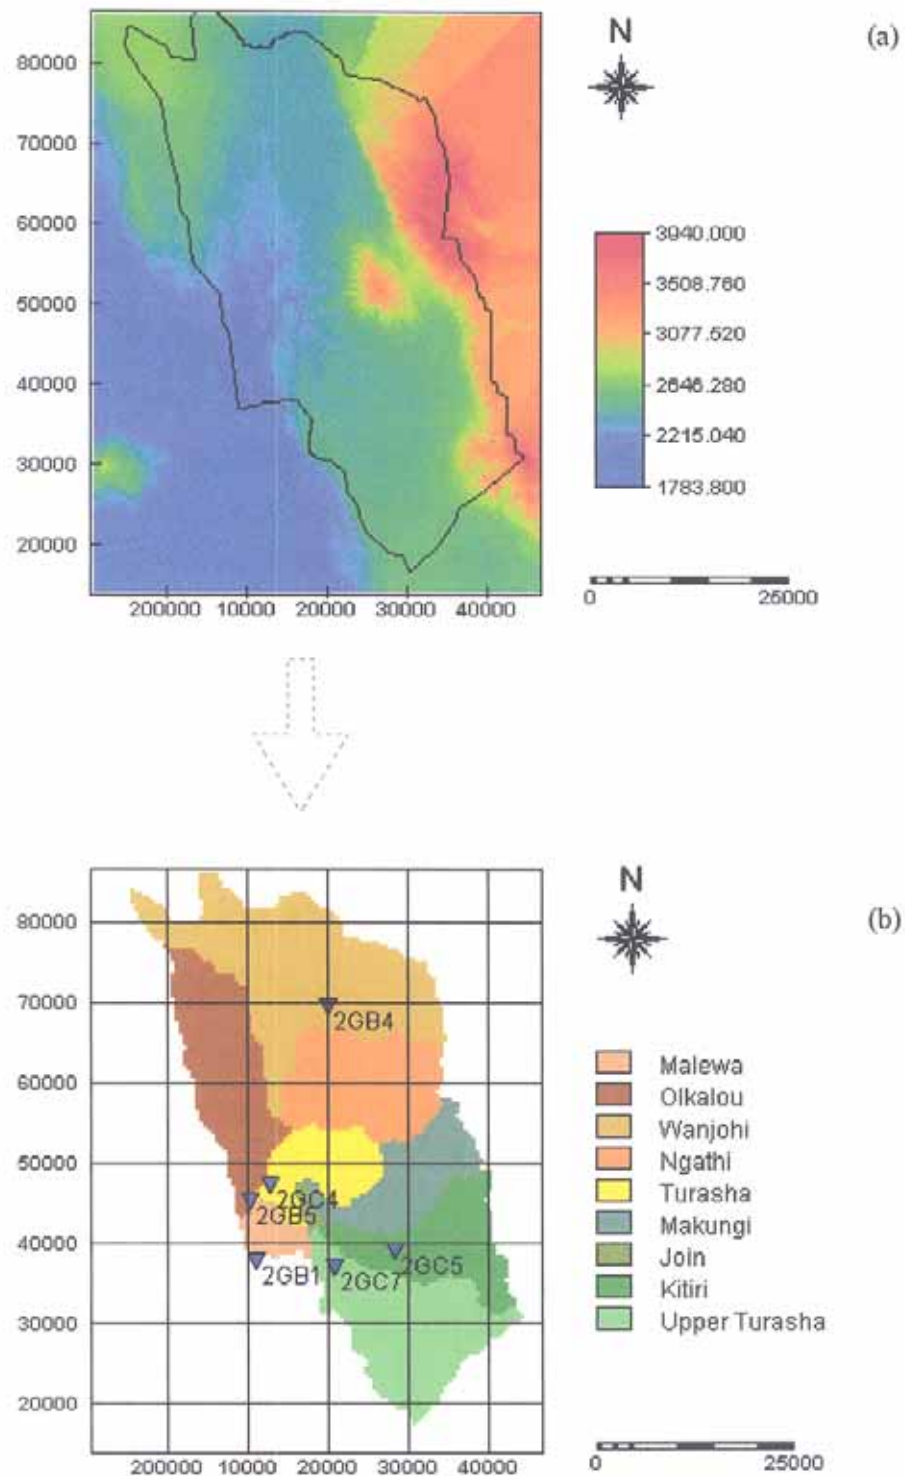 (a)
N
80000
70000
60000
50000
40000
30000
20000
200000 10000 20000 30000 40000
3940.000
3508.760
3077.520
2646.280
2215.040
1783.800
0 25000
(b)
N
80000
70000
60000
50000
40000
30000
20000
200000 10000 20000 30000 40000
2GB4
2GC4
2GB5
2GB1
2GC7
2GC5
Malewa
Olkalou
Wanjohi
Ngathi
Turasha
Makungi
Join
Kitiri
Upper Turasha
0 25000